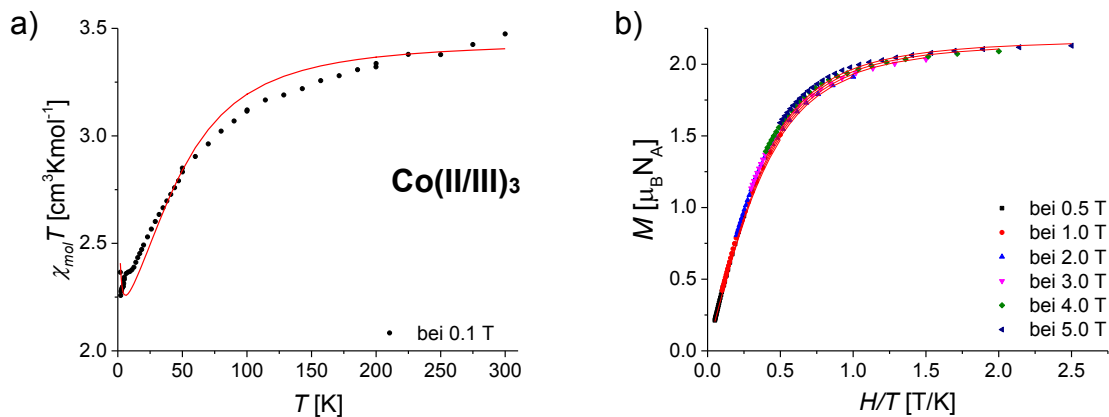 a)
3.5
3.0
2.5
2.0
χmolT [cm³Kmol⁻¹]
0 50 100 150 200 250 300
T [K]
Co(II/III)₃
bei 0.1 T
b)
2.0
1.5
1.0
0.5
0.0
M [μBNA]
0.0 0.5 1.0 1.5 2.0 2.5
H/T [T/K]
bei 0.5 T
bei 1.0 T
bei 2.0 T
bei 3.0 T
bei 4.0 T
bei 5.0 T